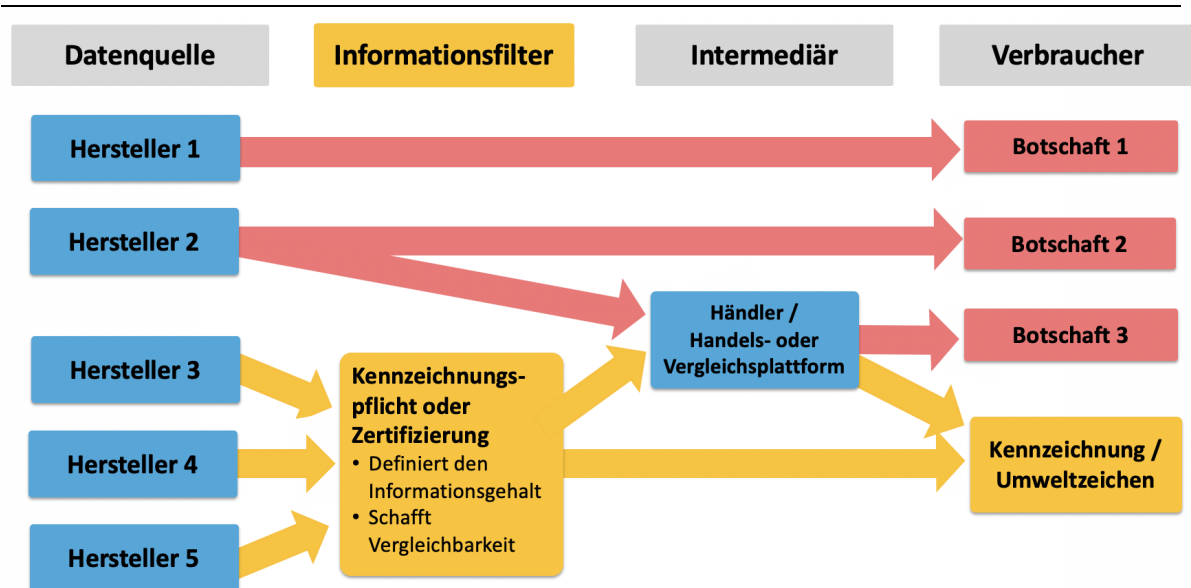 Datenquelle
Informationsfilter
Intermediär
Verbraucher
Hersteller 1
Botschaft 1
Hersteller 2
Botschaft 2
Händler /
Handels- oder
Vergleichsplattform
Botschaft 3
Hersteller 3
Kennzeichnungs-
pflicht oder
Zertifizierung
• Definiert den
Informationsgehalt
• Schafft
Vergleichbarkeit
Hersteller 4
Kennzeichnung /
Umweltzeichen
Hersteller 5